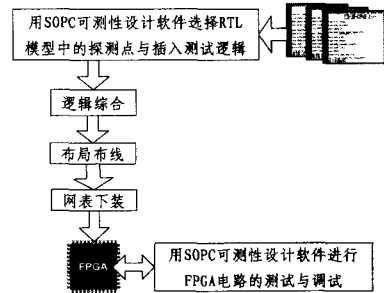 用SOPC可测性设计软件选择RTL
模型中的探测点与插入测试逻辑
逻辑综合
布局布线
网表下装
FPGA
用SOPC可测性设计软件进行
FPGA电路的测试与调试